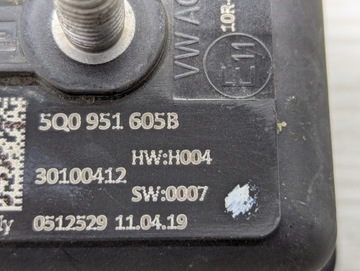 VW AG
10R-
E11
5Q0 951 605B
HW:H004
30100412
SW:0007
0512529 11.04.19